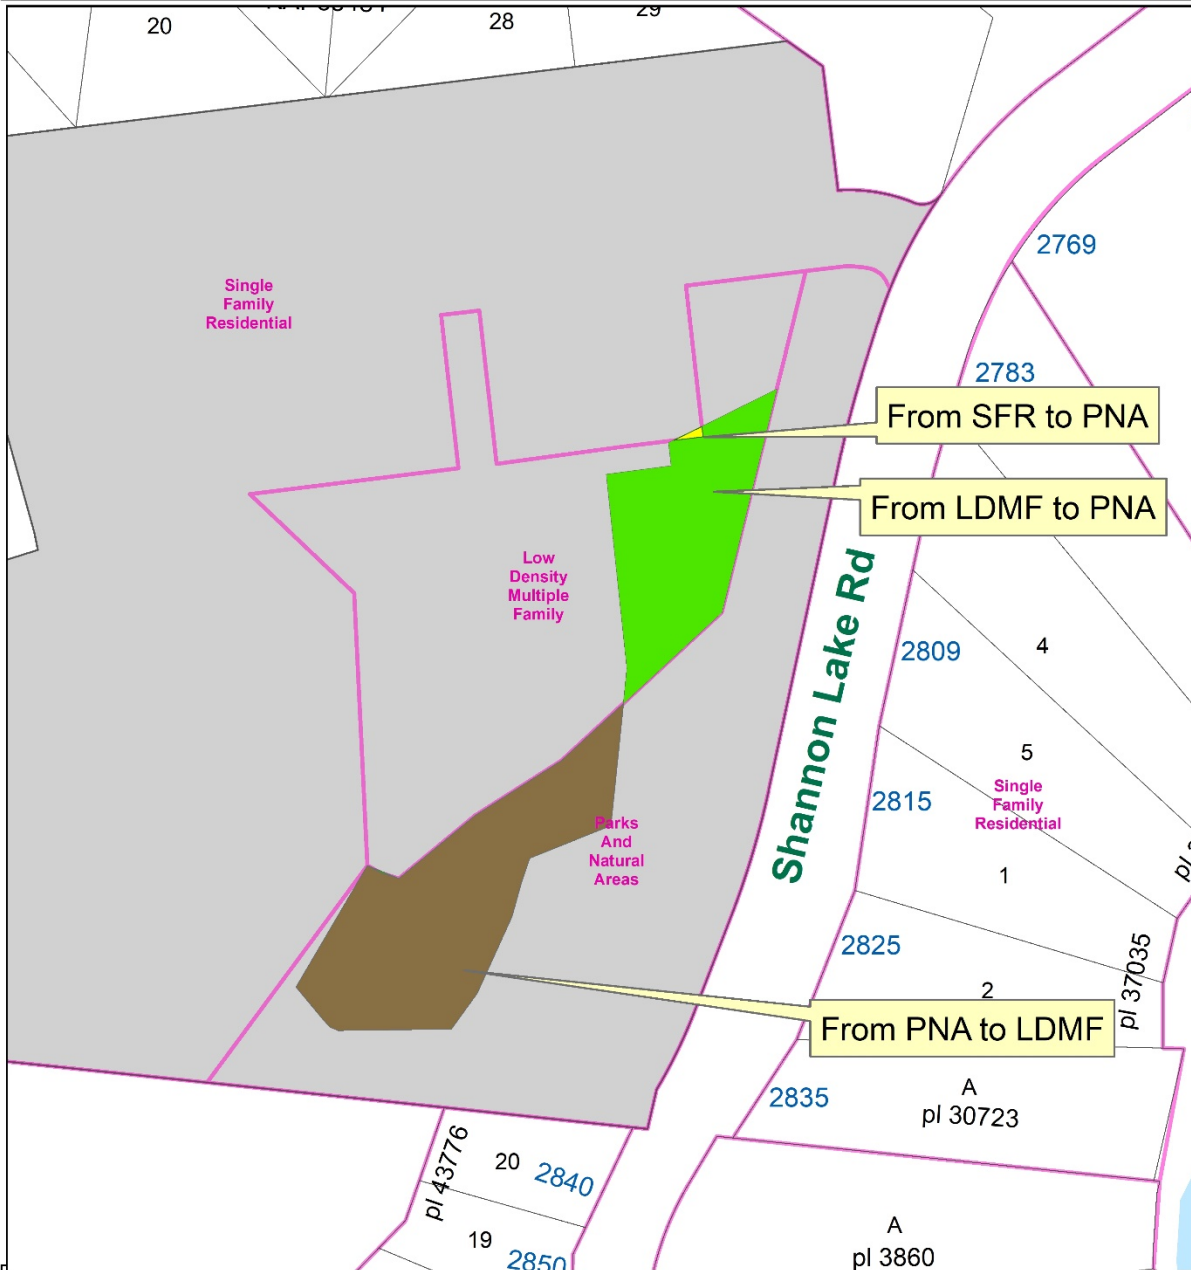 20
28
29
2769
Single
Family
Residential
2783
From SFR to PNA
From LDMF to PNA
Low
Density
Multiple
Family
Shannon Lake Rd
2809
4
5
2815
Single
Family
Residential
Parks
And
Natural
Areas
1
2825
2
pl 37035
From PNA to LDMF
2835
A
pl 30723
pl 43776
20
2840
19
2850
A
pl 3860